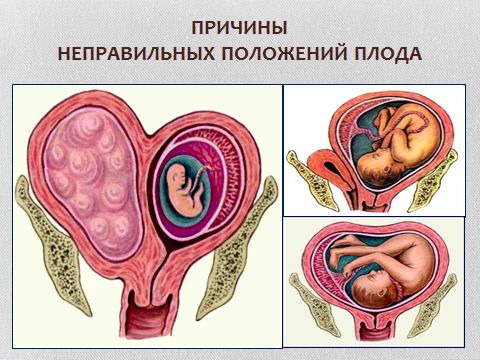 ПРИЧИНЫ
НЕПРАВИЛЬНЫХ ПОЛОЖЕНИЙ ПЛОДА